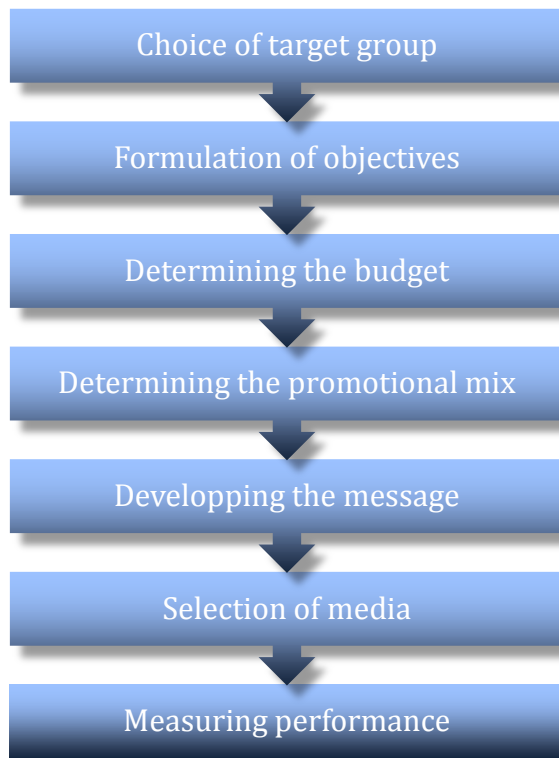 Choice of target group
Formulation of objectives
Determining the budget
Determining the promotional mix
Developping the message
Selection of media
Measuring performance